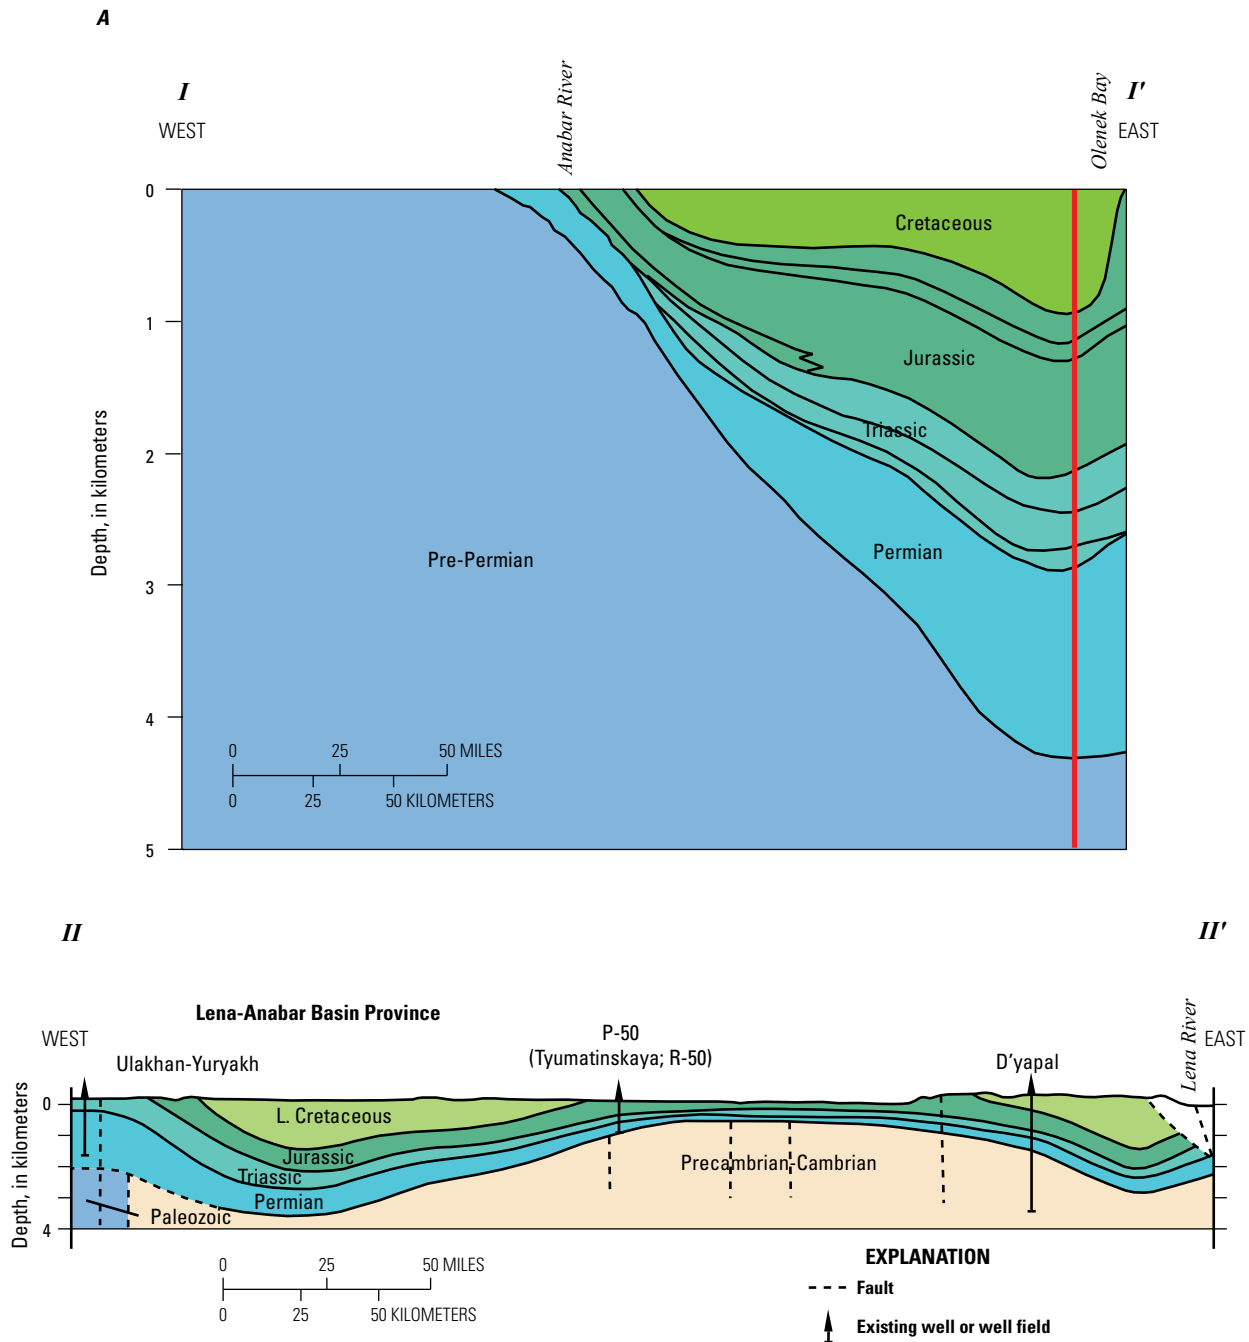 A
I
WEST
Anabar River
Olenek Bay
I'
EAST
0
1
2
3
4
5
Depth, in kilometers
Cretaceous
Jurassic
Triassic
Permian
Pre-Permian
0 25 50 MILES
0 25 50 KILOMETERS
II
II'
Lena-Anabar Basin Province
WEST
Ulakhan-Yuryakh
P-50
(Tyumatinskaya; R-50)
D'yapal
Lena River
EAST
0
4
Depth, in kilometers
L. Cretaceous
Jurassic
Triassic
Permian
Paleozoic
Precambrian-Cambrian
0 25 50 MILES
0 25 50 KILOMETERS
EXPLANATION
Fault
Existing well or well field